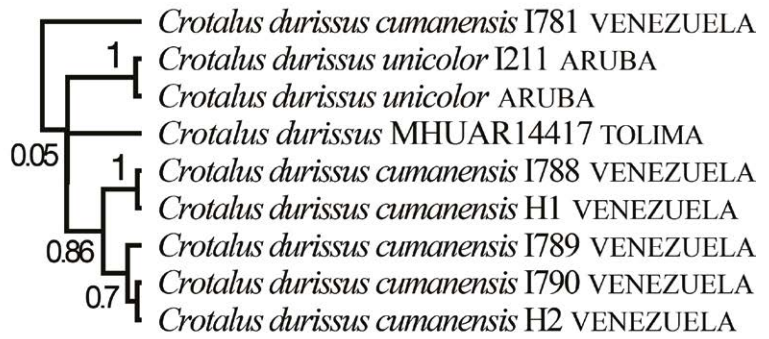 Crotalus durissus cumanensis I781 VENEZUELA
1 Crotalus durissus unicolor I211 ARUBA
Crotalus durissus unicolor ARUBA
Crotalus durissus MHUAR14417 TOLIMA
0.05
1 Crotalus durissus cumanensis I788 VENEZUELA
Crotalus durissus cumanensis H1 VENEZUELA
0.86 Crotalus durissus cumanensis I789 VENEZUELA
Crotalus durissus cumanensis I790 VENEZUELA
0.7 Crotalus durissus cumanensis H2 VENEZUELA